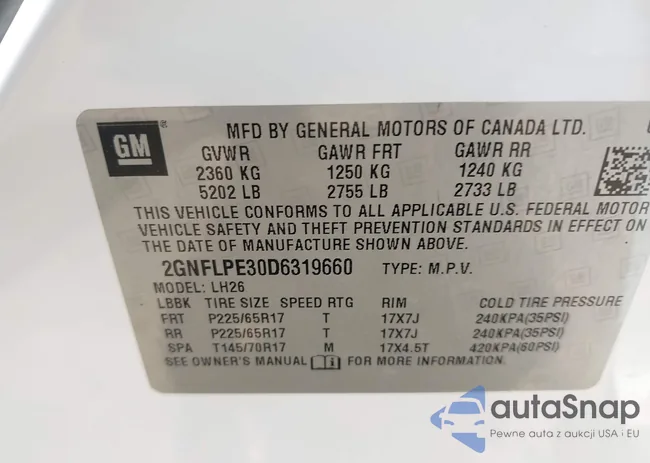 GM ®
MFD BY GENERAL MOTORS OF CANADA LTD.
GVWR GAWR FRT GAWR RR
2360 KG 1250 KG 1240 KG
5202 LB 2755 LB 2733 LB
THIS VEHICLE CONFORMS TO ALL APPLICABLE U.S. FEDERAL MOTOR
VEHICLE SAFETY AND THEFT PREVENTION STANDARDS IN EFFECT ON
THE DATE OF MANUFACTURE SHOWN ABOVE.
2GNFLPE30D6319660 TYPE: M.P.V.
MODEL: LH26
LBBK TIRE SIZE SPEED RTG RIM COLD TIRE PRESSURE
FRT P225/65R17 T 17X7J 240KPA(35PSI)
RR P225/65R17 T 17X7J 240KPA(35PSI)
SPA T145/70R17 M 17X4.5T 420KPA(60PSI)
SEE OWNER'S MANUAL FOR MORE INFORMATION.
autaSnap
Pewne auta z aukcji USA i EU